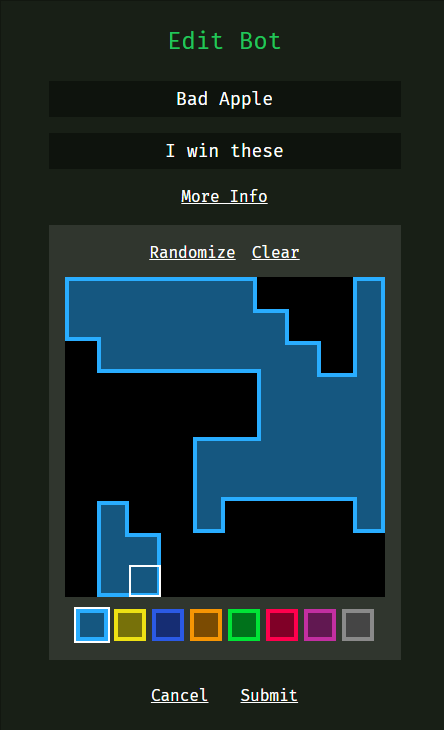 Edit Bot
Bad Apple
I win these
More Info
Randomize Clear
Cancel Submit